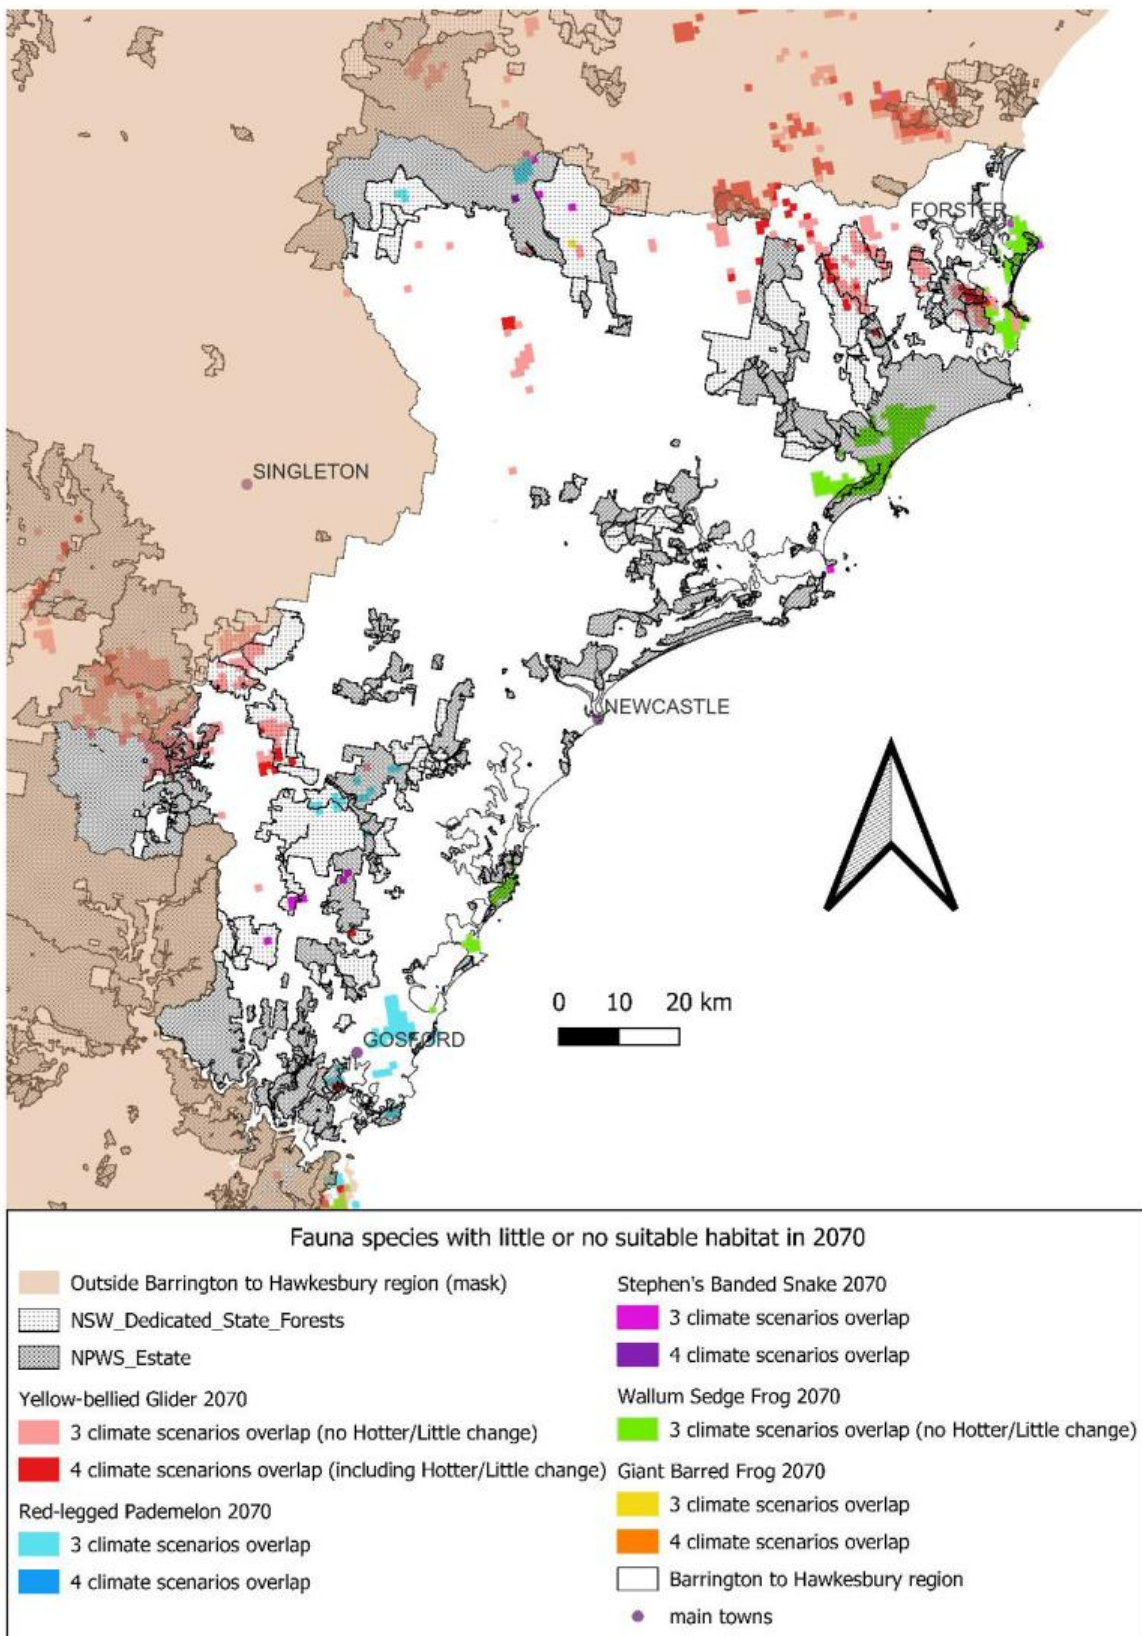 FORSTER
SINGLETON
NEWCASTLE
0 10 20 km
GOSFORD
Fauna species with little or no suitable habitat in 2070
Outside Barrington to Hawkesbury region (mask)
NSW_Dedicated_State_Forests
NPWS_Estate
Yellow-bellied Glider 2070
3 climate scenarios overlap (no Hotter/Little change)
4 climate scenarions overlap (including Hotter/Little change)
Red-legged Pademelon 2070
3 climate scenarios overlap
4 climate scenarios overlap
Stephen's Banded Snake 2070
3 climate scenarios overlap
4 climate scenarios overlap
Wallum Sedge Frog 2070
3 climate scenarios overlap (no Hotter/Little change)
Giant Barred Frog 2070
3 climate scenarios overlap
4 climate scenarios overlap
Barrington to Hawkesbury region
main towns